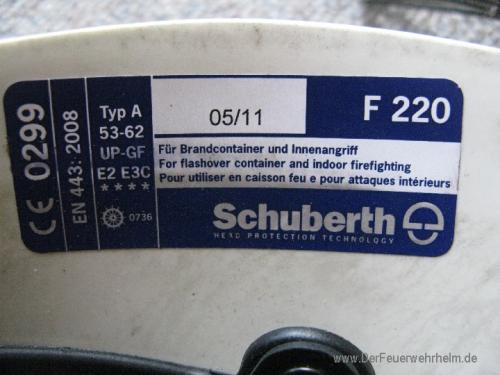 CE 0299
EN 443: 2008
Typ A
53-62
UP-GF
E2 E3C
****
0736
05/11
F 220
Für Brandcontainer und Innenangriff
For flashover container and indoor firefighting
Pour utiliser en caisson feu e pour attaques intérieurs
Schuberth
HEAD PROTECTION TECHNOLOGY
www.DerFeuerwehrhelm.de